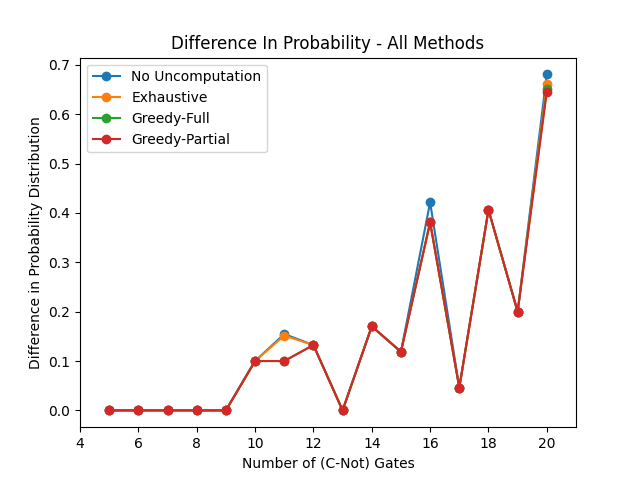 Difference In Probability - All Methods
No Uncomputation
Exhaustive
Greedy-Full
Greedy-Partial
Difference in Probability Distribution
0.7
0.6
0.5
0.4
0.3
0.2
0.1
0.0
4 6 8 10 12 14 16 18 20
Number of (C-Not) Gates